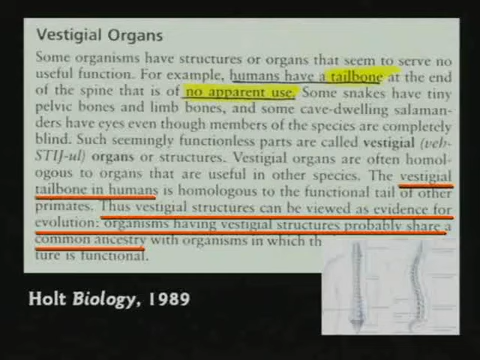 Vestigial Organs
Some organisms have structures or organs that seem to serve no
useful function. For example, humans have a tailbone at the end
of the spine that is of no apparent use. Some snakes have tiny
pelvic bones and limb bones, and some cave-dwelling salaman-
ders have eyes even though members of the species are completely
blind. Such seemingly functionless parts are called vestigial (veh-
STIJ-ul) organs or structures. Vestigial organs are often homol-
ogous to organs that are useful in other species. The vestigial
tailbone in humans is homologous to the functional tail of other
primates. Thus vestigial structures can be viewed as evidence for
evolution: organisms having vestigial structures probably share a
common ancestry with organisms in which th
ture is functional.
Holt Biology, 1989